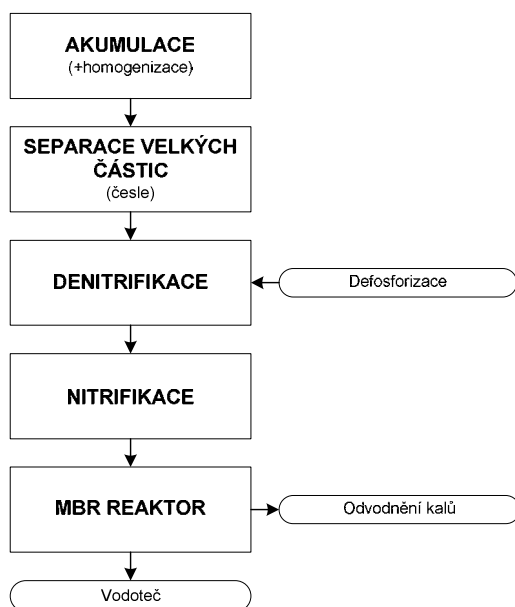 AKUMULACE
(+homogenizace)
SEPARACE VELKÝCH
ČÁSTIC
(česle)
DENITRIFIKACE
Defosforizace
NITRIFIKACE
MBR REAKTOR
Odvodnění kalů
Vodoteč